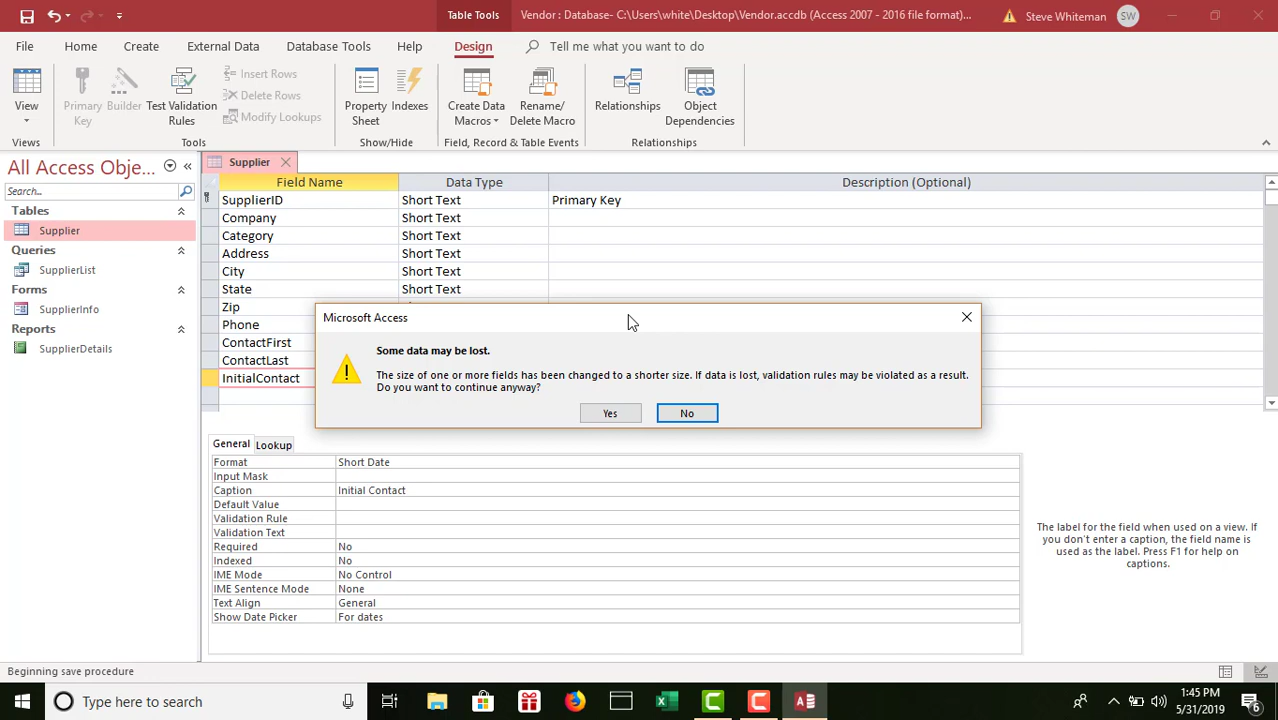 Table Tools
Vendor : Database- C:\Users\white\Desktop\Vendor.accdb (Access 2007 - 2016 file format)...
Steve Whiteman
SW
File Home Create External Data Database Tools Help Design Tell me what you want to do
View
Primary Key
Builder
Test Validation Rules
Insert Rows
Delete Rows
Modify Lookup
Property Sheet
Indexes
Create Data Macros
Rename/ Delete Macro
Relationships
Object Dependencies
Views Tools Show/Hide Field, Record & Table Events Relationships
All Access Obje...
Search...
Tables
Supplier
Queries
SupplierList
Forms
SupplierInfo
Reports
SupplierDetails
Supplier
Field Name Data Type Description (Optional)
SupplierID Short Text Primary Key
Company Short Text
Category Short Text
Address Short Text
City Short Text
State Short Text
Zip
Phone
ContactFirst
ContactLast
InitialContact
Microsoft Access
Some data may be lost.
The size of one or more fields has been changed to a shorter size. If data is lost, validation rules may be violated as a result.
Do you want to continue anyway?
Yes No
General Lookup
Format Short Date
Input Mask
Caption Initial Contact
Default Value
Validation Rule
Validation Text
Required No
Indexed No
IME Mode No Control
IME Sentence Mode None
Text Align General
Show Date Picker For dates
The label for the field when used on a view. If
you don't enter a caption, the field name is
used as the label. Press F1 for help on
captions.
Beginning save procedure
Type here to search
1:45 PM
5/31/2019
6